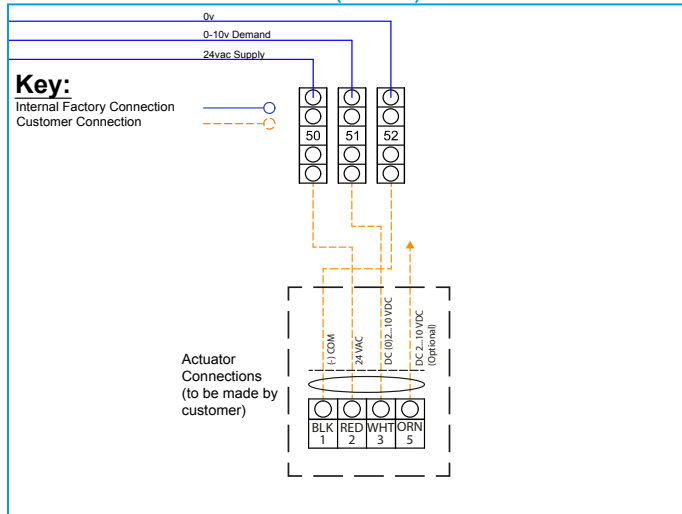 0v
0-10v Demand
24vac Supply
Key:
Internal Factory Connection
Customer Connection
50
51
52
(-) COM
24 VAC
DC (0)2...10 VDC
DC 2...10 VDC
(Optional)
Actuator
Connections
(to be made by
customer)
BLK
1
RED
2
WHT
3
ORN
5